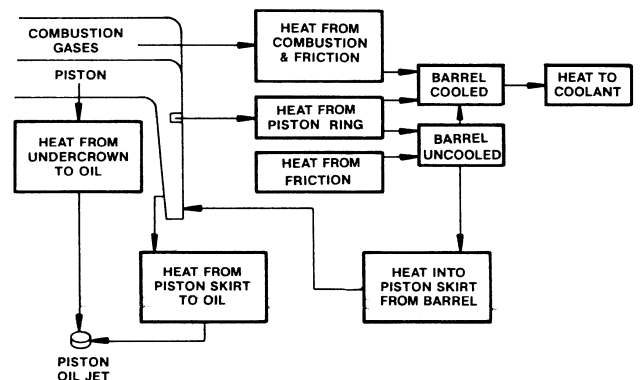 COMBUSTION
GASES
PISTON
HEAT FROM
UNDERCROWN
TO OIL
PISTON
OIL JET
HEAT FROM
PISTON SKIRT
TO OIL
HEAT FROM
COMBUSTION
& FRICTION
HEAT FROM
PISTON RING
HEAT FROM
FRICTION
BARREL
COOLED
BARREL
UNCOOLED
HEAT TO
COOLANT
HEAT INTO
PISTON SKIRT
FROM BARREL